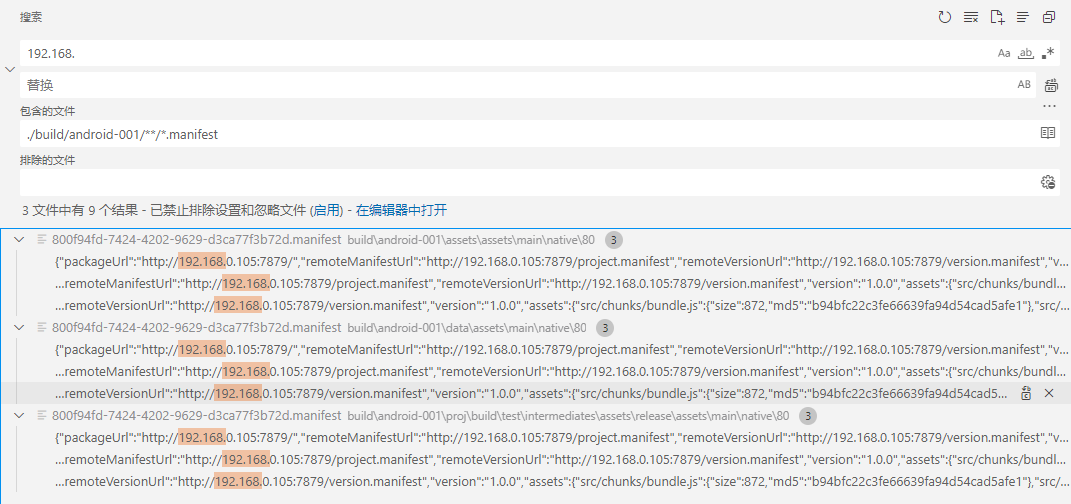 搜索
192.168.
Aa ab
替换
AB
包含的文件
./build/android-001/**/*.manifest
排除的文件
3 文件中有 9 个结果 - 已禁止排除设置和忽略文件 (启用) - 在编辑器中打开
800f94fd-7424-4202-9629-d3ca77f3b72d.manifest build\android-001\assets\assets\main\native\80 3
{"packageUrl":"http://192.168.0.105:7879/","remoteManifestUrl":"http://192.168.0.105:7879/project.manifest","remoteVersionUrl":"http://192.168.0.105:7879/version.manifest","v...
...remoteManifestUrl":"http://192.168.0.105:7879/project.manifest","remoteVersionUrl":"http://192.168.0.105:7879/version.manifest","version":"1.0.0","assets":{"src/chunks/bundl...
...remoteVersionUrl":"http://192.168.0.105:7879/version.manifest","version":"1.0.0","assets":{"src/chunks/bundle.js":{"size":872,"md5":"b94bfc22c3fe66639fa94d54cad5afe1"},"src/...
800f94fd-7424-4202-9629-d3ca77f3b72d.manifest build\android-001\data\assets\main\native\80 3
{"packageUrl":"http://192.168.0.105:7879/","remoteManifestUrl":"http://192.168.0.105:7879/project.manifest","remoteVersionUrl":"http://192.168.0.105:7879/version.manifest","v...
...remoteManifestUrl":"http://192.168.0.105:7879/project.manifest","remoteVersionUrl":"http://192.168.0.105:7879/version.manifest","version":"1.0.0","assets":{"src/chunks/bundl...
...remoteVersionUrl":"http://192.168.0.105:7879/version.manifest","version":"1.0.0","assets":{"src/chunks/bundle.js":{"size":872,"md5":"b94bfc22c3fe66639fa94d54cad5...
800f94fd-7424-4202-9629-d3ca77f3b72d.manifest build\android-001\proj\build\test\intermediates\assets\release\assets\main\native\80 3
{"packageUrl":"http://192.168.0.105:7879/","remoteManifestUrl":"http://192.168.0.105:7879/project.manifest","remoteVersionUrl":"http://192.168.0.105:7879/version.manifest","v...
...remoteManifestUrl":"http://192.168.0.105:7879/project.manifest","remoteVersionUrl":"http://192.168.0.105:7879/version.manifest","version":"1.0.0","assets":{"src/chunks/bundl...
...remoteVersionUrl":"http://192.168.0.105:7879/version.manifest","version":"1.0.0","assets":{"src/chunks/bundle.js":{"size":872,"md5":"b94bfc22c3fe66639fa94d54cad5afe1"},"src/...